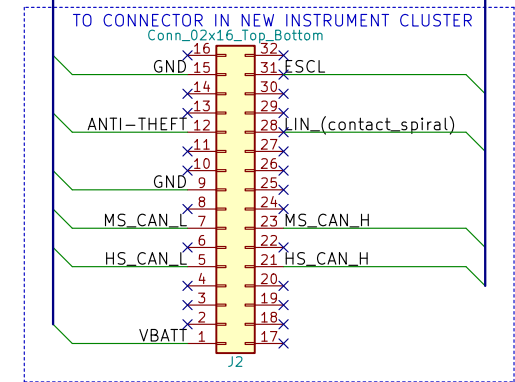 TO CONNECTOR IN NEW INSTRUMENT CLUSTER
Conn_02x16_Top_Bottom
16 32
GND 15 31 ESCL
14 30
13 29
ANTI-THEFT 12 28 LIN_(contact_spiral)
11 27
10 26
GND 9 25
8 24
MS_CAN_L 7 23 MS_CAN_H
6 22
HS_CAN_L 5 21 HS_CAN_H
4 20
3 19
2 18
VBATT 1 17
J2